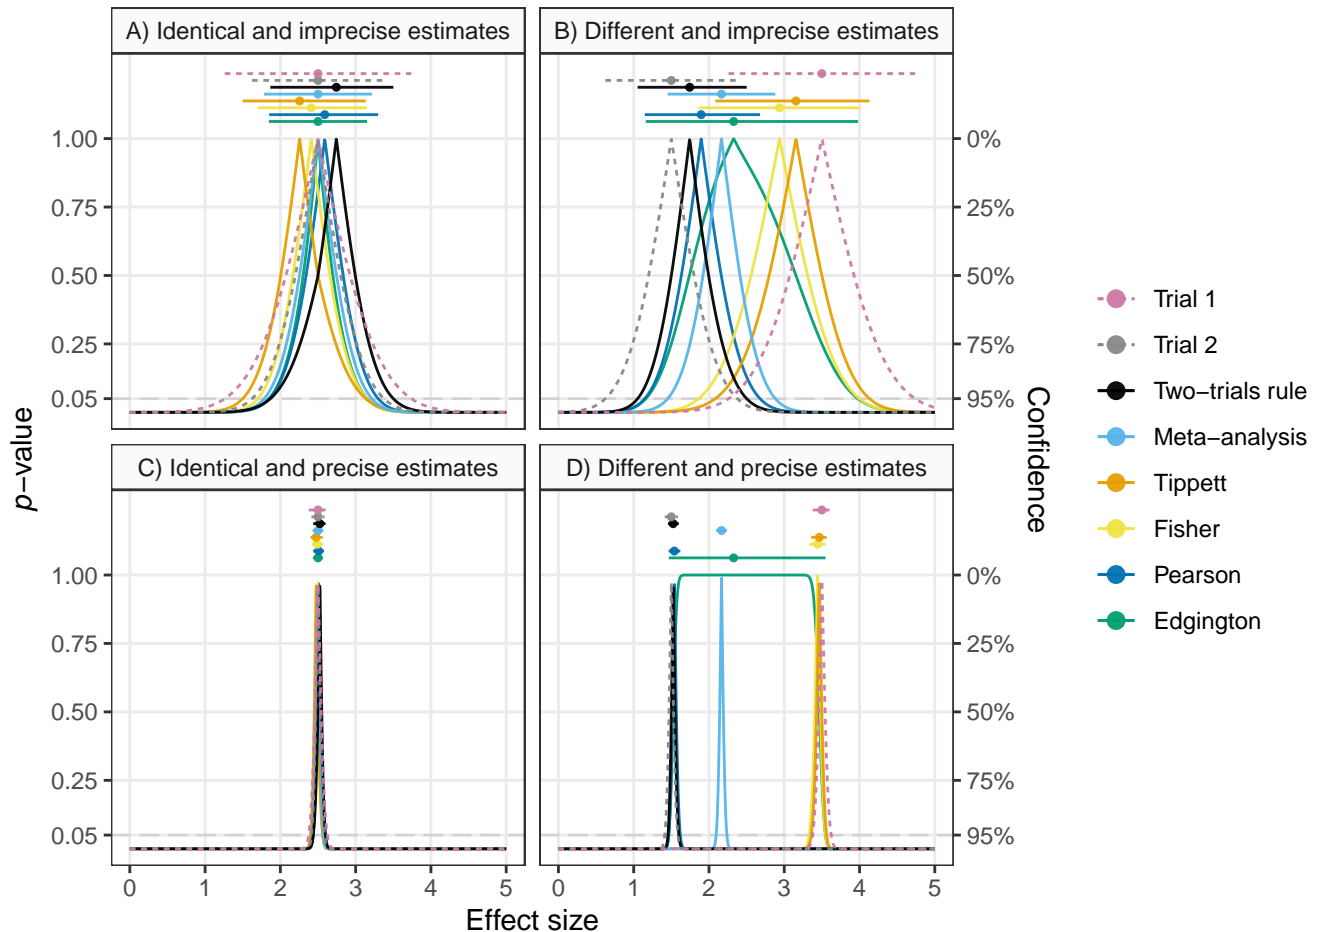 A) Identical and imprecise estimates
B) Different and imprecise estimates
1.00
0.75
0.50
0.25
0.05
0%
25%
50%
75%
95%
C) Identical and precise estimates
D) Different and precise estimates
1.00
0.75
0.50
0.25
0.05
0%
25%
50%
75%
95%
0 1 2 3 4 5
0 1 2 3 4 5
Effect size
p−value
Confidence
Trial 1
Trial 2
Two−trials rule
Meta−analysis
Tippett
Fisher
Pearson
Edgington